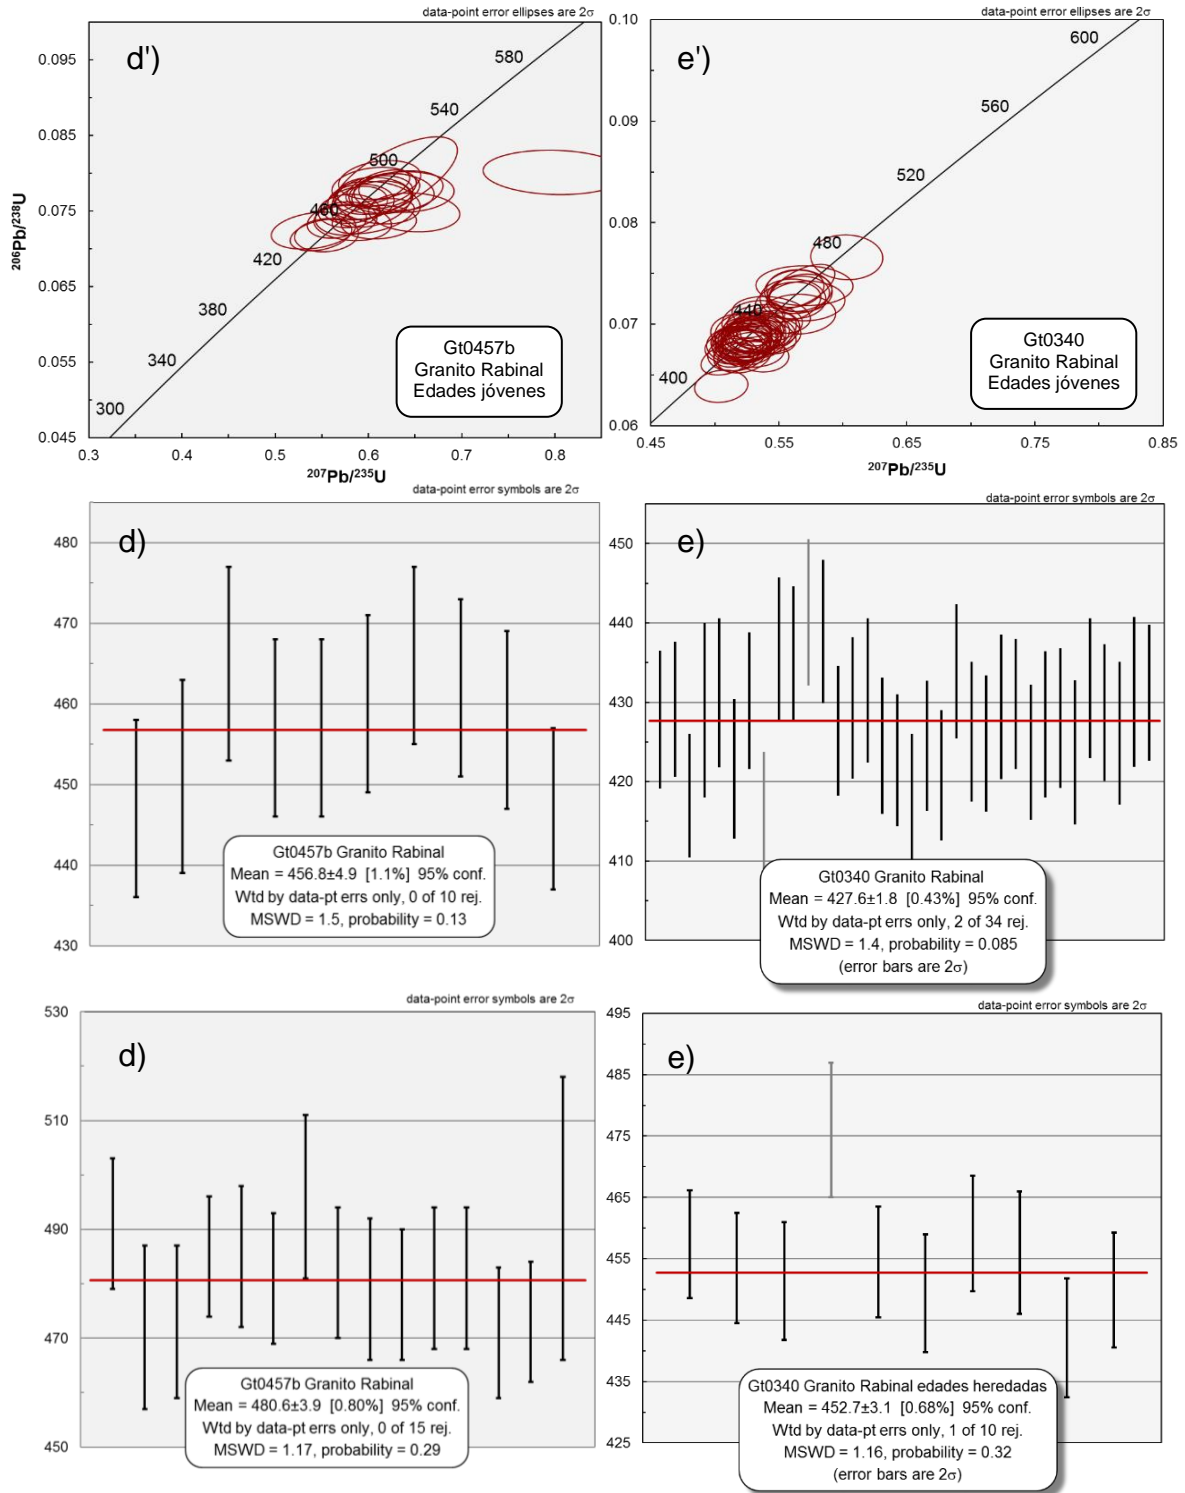 data-point error ellipses are 2σ
d')
0.095
0.085
0.075
0.065
0.055
0.045
206Pb/238U
580
540
500
460
420
380
340
300
Gt0457b
Granito Rabinal
Edades jóvenes
0.3
0.4
0.5
0.6
0.7
0.8
207Pb/235U
data-point error ellipses are 2σ
e')
0.10
0.09
0.08
0.07
0.06
600
560
520
480
440
400
Gt0340
Granito Rabinal
Edades jóvenes
0.45
0.55
0.65
0.75
0.85
207Pb/235U
data-point error symbols are 2σ
d)
480
470
460
450
440
430
Gt0457b Granito Rabinal
Mean = 456.8±4.9 [1.1%] 95% conf.
Wtd by data-pt errs only, 0 of 10 rej.
MSWD = 1.5, probability = 0.13
data-point error symbols are 2σ
e)
450
440
430
420
410
400
Gt0340 Granito Rabinal
Mean = 427.6±1.8 [0.43%] 95% conf.
Wtd by data-pt errs only, 2 of 34 rej.
MSWD = 1.4, probability = 0.085
(error bars are 2σ)
data-point error symbols are 2σ
d)
530
510
490
470
450
Gt0457b Granito Rabinal
Mean = 480.6±3.9 [0.80%] 95% conf.
Wtd by data-pt errs only, 0 of 15 rej.
MSWD = 1.17, probability = 0.29
data-point error symbols are 2σ
e)
495
485
475
465
455
445
435
425
Gt0340 Granito Rabinal edades heredadas
Mean = 452.7±3.1 [0.68%] 95% conf.
Wtd by data-pt errs only, 1 of 10 rej.
MSWD = 1.16, probability = 0.32
(error bars are 2σ)